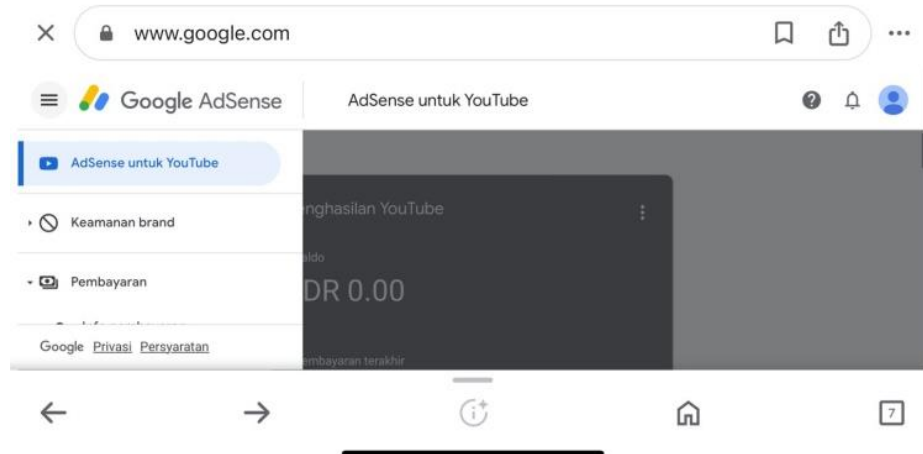 www.google.com
Google AdSense
AdSense untuk YouTube
AdSense untuk YouTube
Keamanan brand
Pembayaran
Google Privasi Persyaratan
nghasilan YouTube
aldo
DR 0.00
embayaran terakhir
7